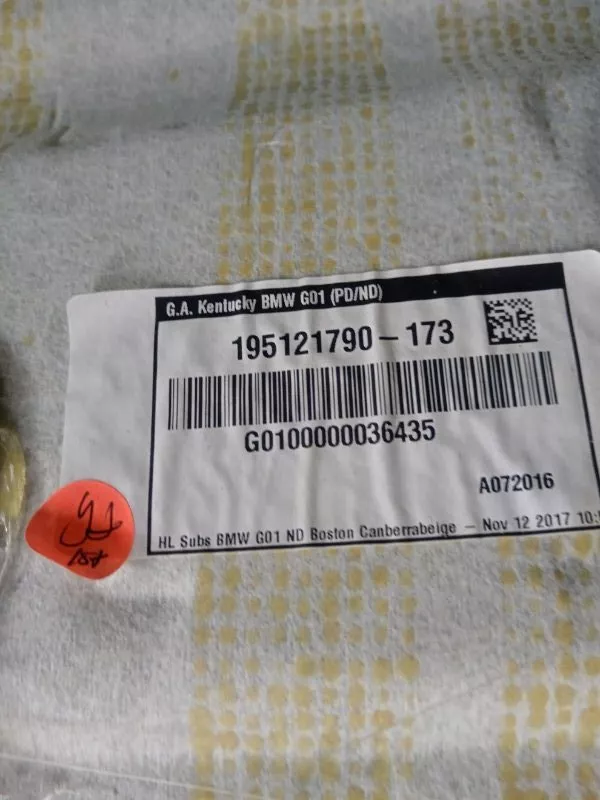 G.A. Kentucky BMW G01 (PD/ND)
195121790-173
G0100000036435
A072016
HL Subs BMW G01 ND Boston Canberrabeige - Nov 12 2017 10: